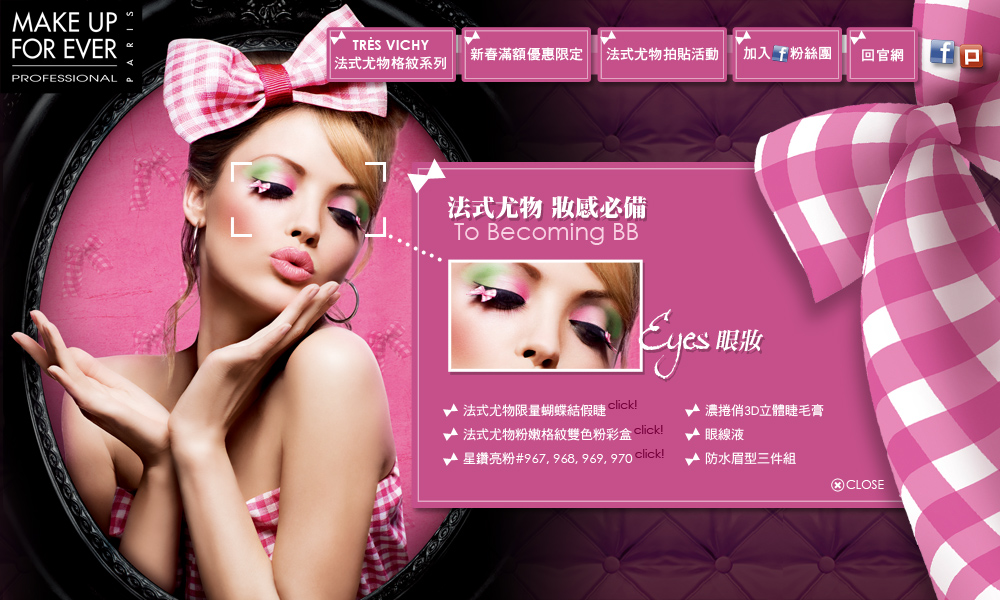 MAKE UP
FOR EVER
PROFESSIONAL
PARIS
TRÈS VICHY
法式尤物格紋系列
新春滿額優惠限定
法式尤物拍貼活動
加入f粉絲團
回官網
f
法式尤物 妝感必備
To Becoming BB
Eyes 眼妝
法式尤物限量蝴蝶結假睫 click!
法式尤物粉嫩格紋雙色粉彩盒 click!
星鑽亮粉#967, 968, 969, 970 click!
濃捲俏3D立體睫毛膏
眼線液
防水眉型三件組
CLOSE